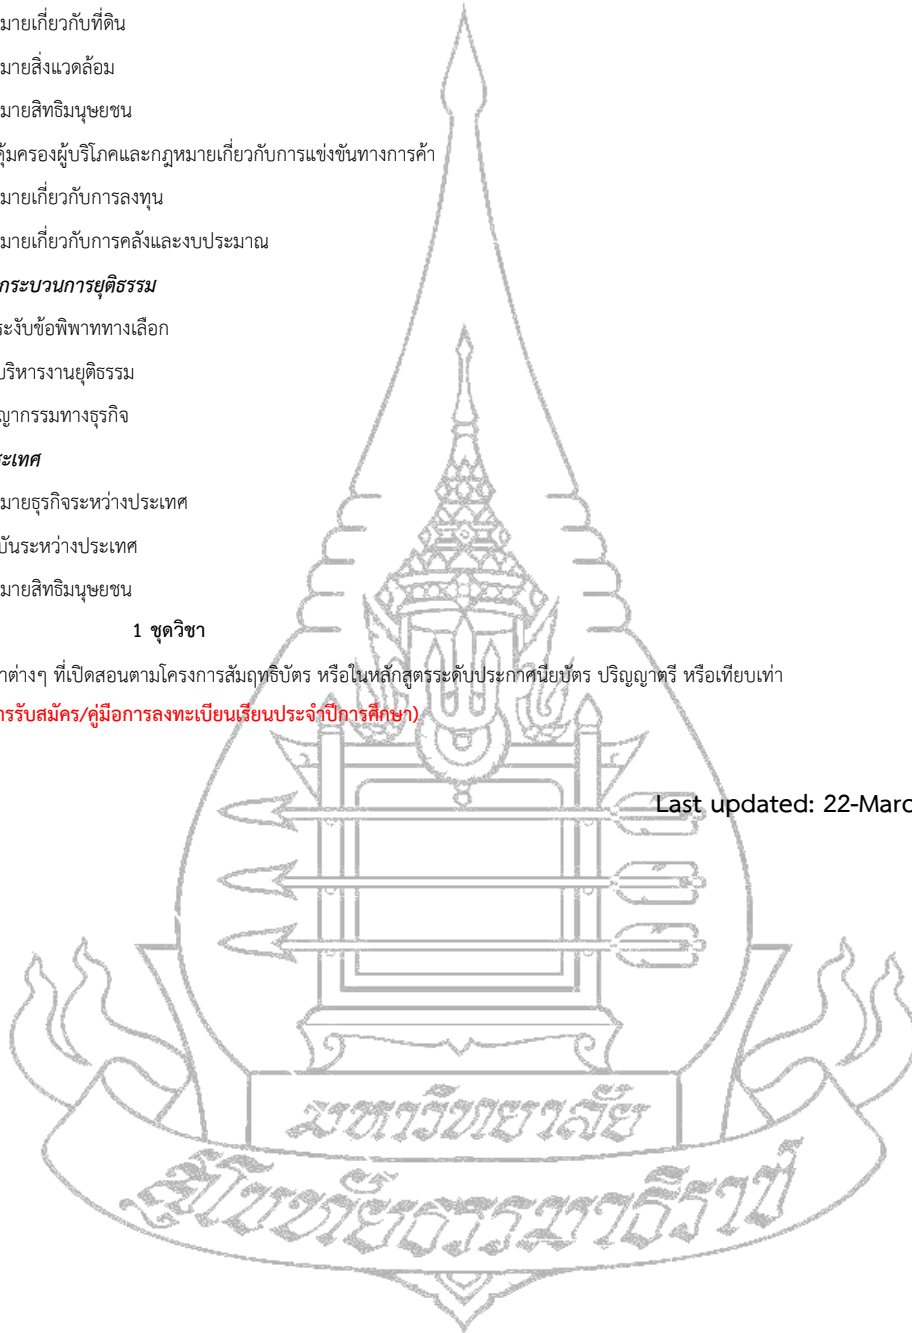 มายเกี่ยวกับที่ดิน
มายสิ่งแวดล้อม
มายสิทธิมนุษยชน
คุ้มครองผู้บริโภคและกฎหมายเกี่ยวกับการแข่งขันทางการค้า
มายเกี่ยวกับการลงทุน
มายเกี่ยวกับการคลังและงบประมาณ
กระบวนการยุติธรรม
ระงับข้อพิพาททางเลือก
บริหารงานยุติธรรม
ญากรรมทางธุรกิจ
ะเทศ
มายธุรกิจระหว่างประเทศ
บันระหว่างประเทศ
มายสิทธิมนุษยชน
1 ชุดวิชา
าต่างๆ ที่เปิดสอนตามโครงการสัมฤทธิบัตร หรือในหลักสูตรระดับประกาศนียบัตร ปริญญาตรี หรือเทียบเท่า
ารรับสมัคร/คู่มือการลงทะเบียนเรียนประจำปีการศึกษา)
Last updated: 22-Marc
มหาวิทยาลัย
สุโขทัยธรรมาธิราช